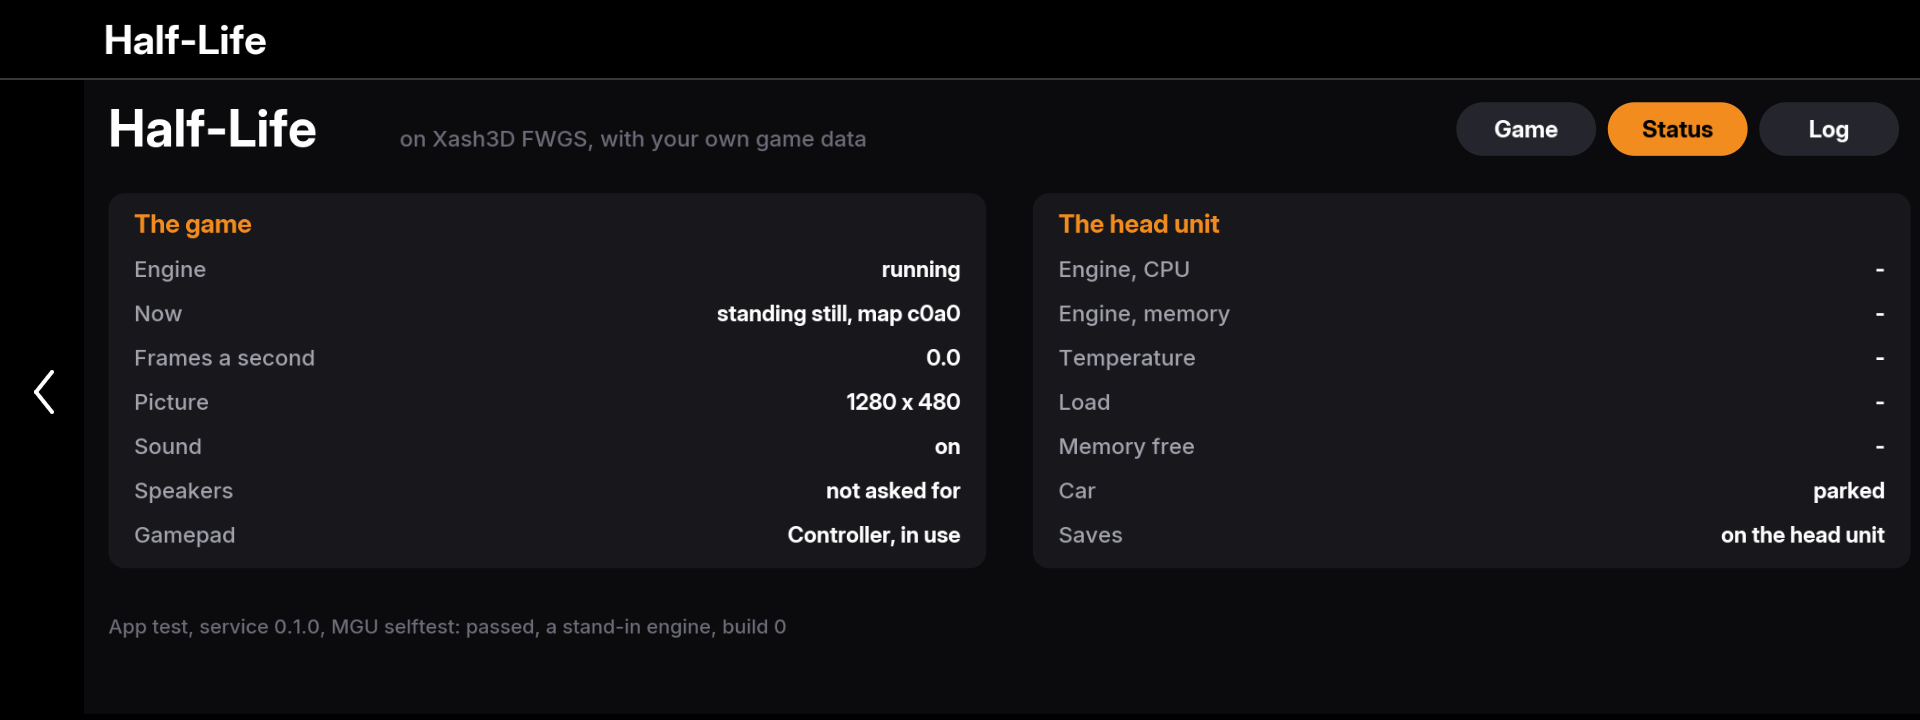 Half-Life
Half-Life
on Xash3D FWGS, with your own game data
Game
Status
Log
The game
Engine running
Now standing still, map c0a0
Frames a second 0.0
Picture 1280 x 480
Sound on
Speakers not asked for
Gamepad Controller, in use
The head unit
Engine, CPU -
Engine, memory -
Temperature -
Load -
Memory free -
Car parked
Saves on the head unit
App test, service 0.1.0, MGU selftest: passed, a stand-in engine, build 0